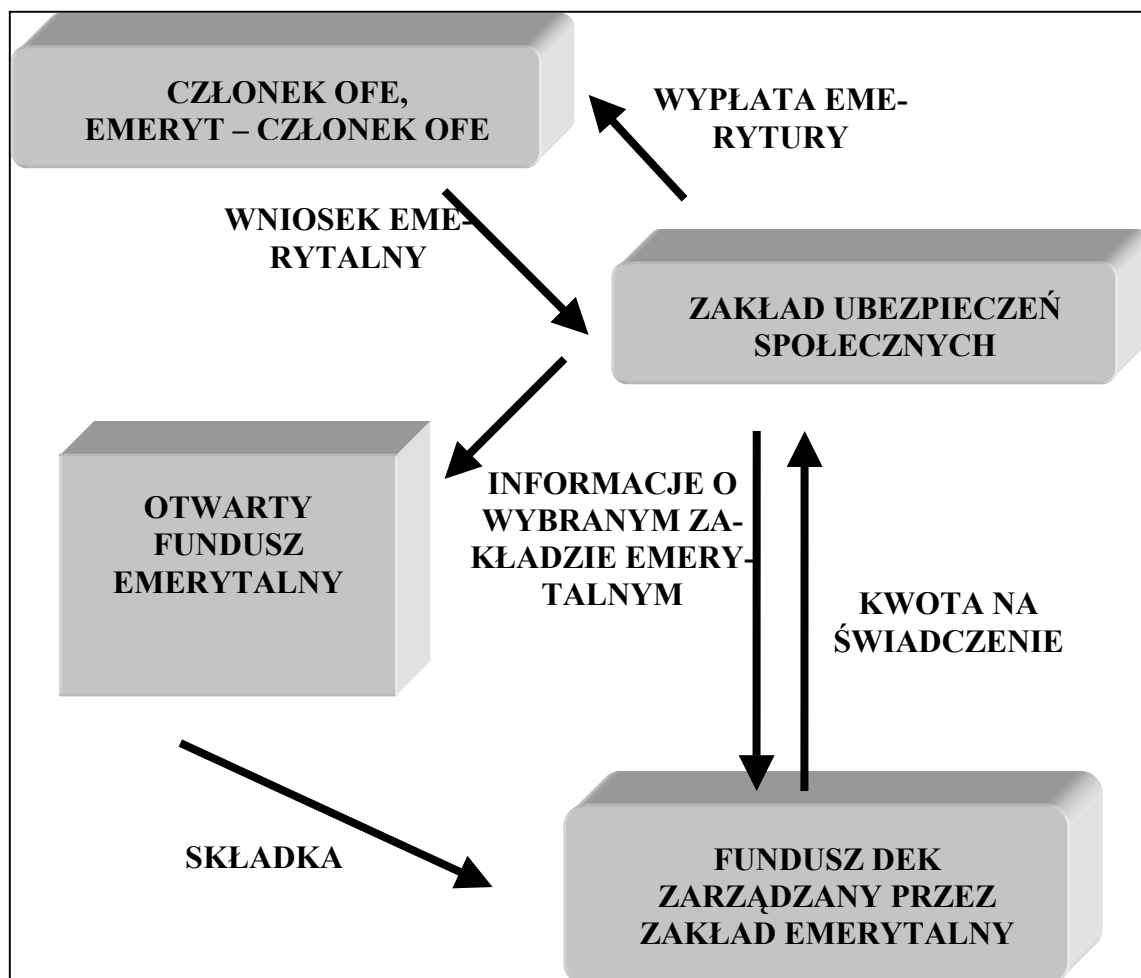 CZŁONEK OFE,
EMERYT – CZŁONEK OFE
WYPŁATA EME-
RYTURY
WNIOSEK EME-
RYTALNY
ZAKŁAD UBEZPIECZEŃ
SPOŁECZNYCH
OTWARTY
FUNDUSZ
EMERYTALNY
INFORMACJE O
WYBRANYM ZA-
KŁADZIE EMERY-
TALNYM
KWOTA NA
ŚWIADCZENIE
SKŁADKA
FUNDUSZ DEK
ZARZĄDZANY PRZEZ
ZAKŁAD EMERYTALNY